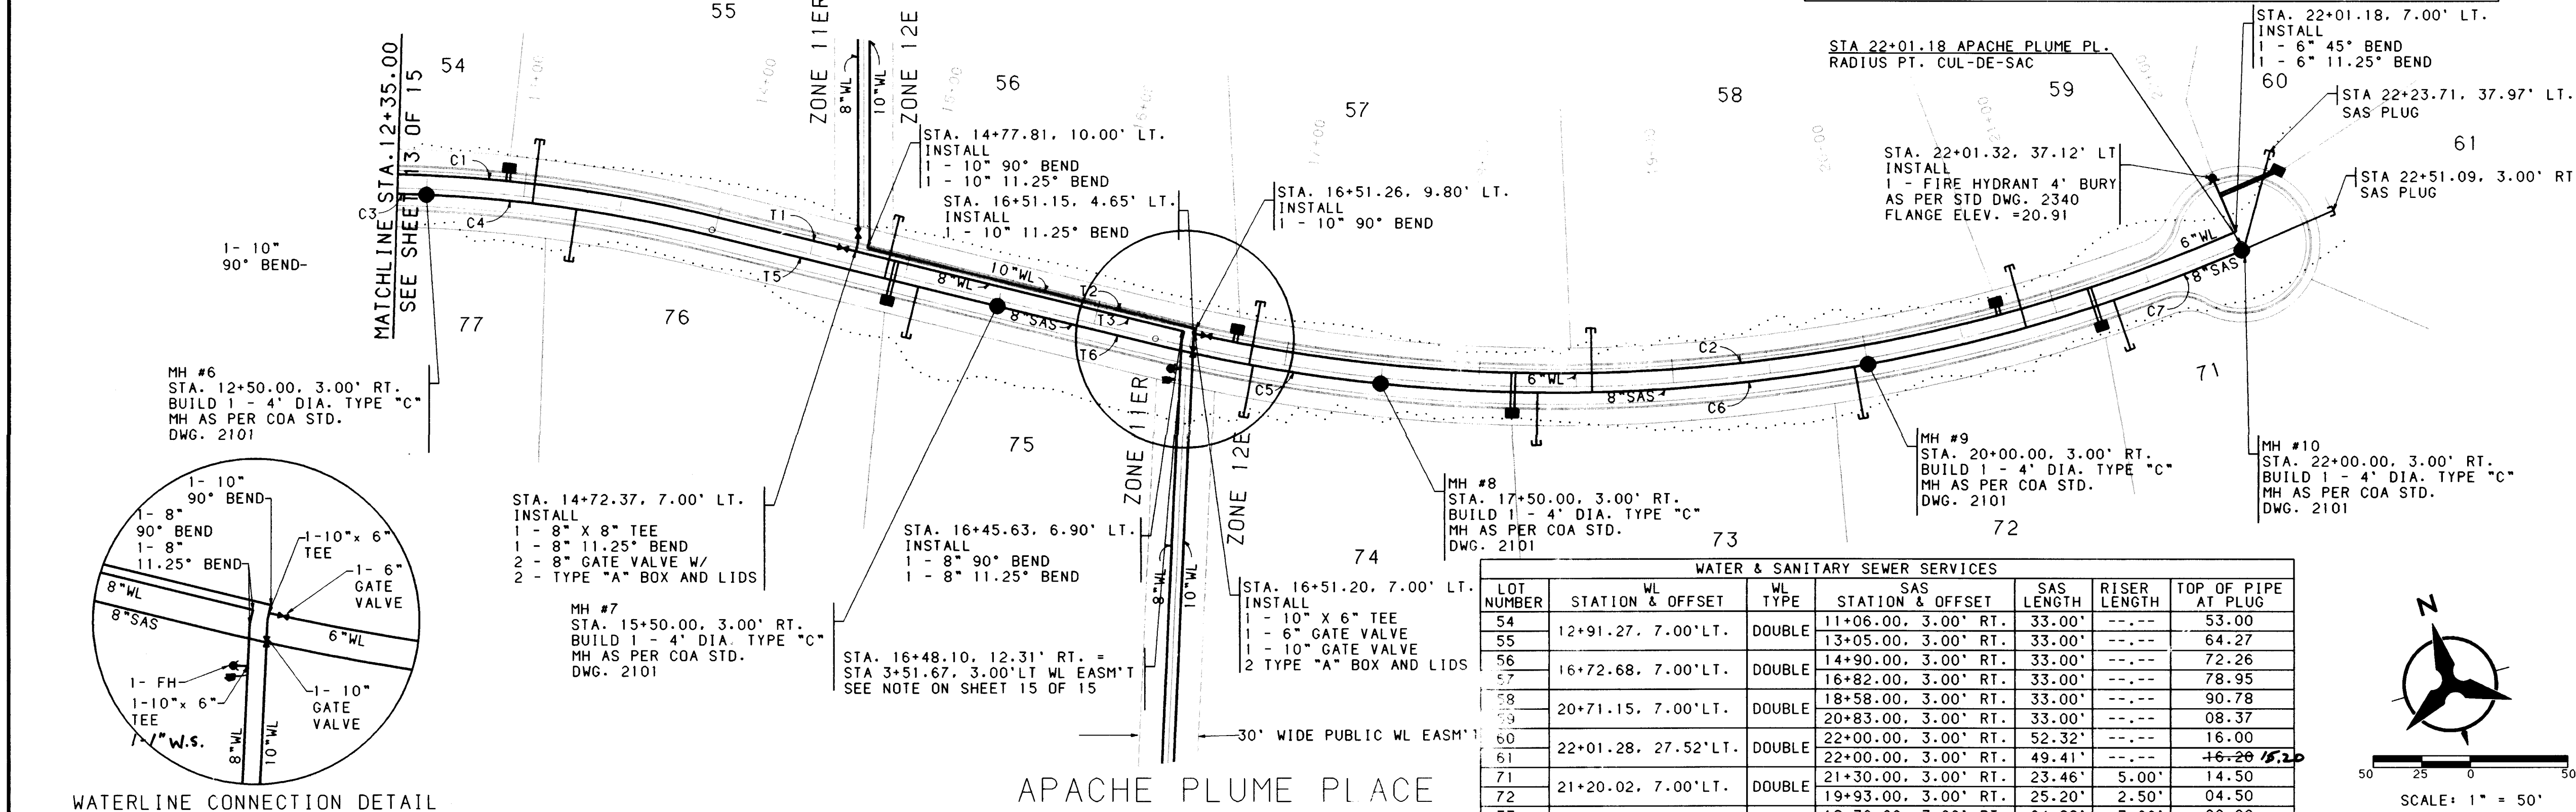 55
54
MATCHLINE STA.12+35.00
SEE SHEET 13 OF 15
14+00
ZONE 11ER
8"WL
10"WL
ZONE 12E
56
57
58
59
60
61
STA. 22+01.18, 7.00' LT.
INSTALL
1 - 6" 45° BEND
1 - 6" 11.25° BEND
STA 22+01.18 APACHE PLUME PL.
RADIUS PT. CUL-DE-SAC
STA 22+23.71, 37.97' LT.
SAS PLUG
STA 22+51.09, 3.00' RT
SAS PLUG
STA. 22+01.32, 37.12' LT
INSTALL
1 - FIRE HYDRANT 4' BURY
AS PER STD DWG. 2340
FLANGE ELEV. =20.91
STA. 14+77.81, 10.00' LT.
INSTALL
1 - 10" 90° BEND
1 - 10" 11.25° BEND
STA. 16+51.15, 4.65' LT.
INSTALL
1 - 10" 11.25° BEND
STA. 16+51.26, 9.80' LT.
INSTALL
1 - 10" 90° BEND
1- 10"
90° BEND-
C1
C3
C4
T1
T5
8"WL
10"WL
T2
T3
8"SAS
T6
C5
6"WL
C2
8"SAS
C6
6"WL
8"SAS
C7
77
76
75
74
73
72
71
MH #6
STA. 12+50.00, 3.00' RT.
BUILD 1 - 4' DIA. TYPE "C"
MH AS PER COA STD.
DWG. 2101
STA. 14+72.37, 7.00' LT.
INSTALL
1 - 8" X 8" TEE
1 - 8" 11.25° BEND
2 - 8" GATE VALVE W/
2 - TYPE "A" BOX AND LIDS
MH #7
STA. 15+50.00, 3.00' RT.
BUILD 1 - 4' DIA. TYPE "C"
MH AS PER COA STD.
DWG. 2101
STA. 16+45.63, 6.90' LT.
INSTALL
1 - 8" 90° BEND
1 - 8" 11.25° BEND
STA. 16+48.10, 12.31' RT. =
STA 3+51.67, 3.00'LT WL EASM'T
SEE NOTE ON SHEET 15 OF 15
ZONE 11ER
8"WL
10"WL
ZONE 12E
STA. 16+51.20, 7.00' LT.
INSTALL
1 - 10" X 6" TEE
1 - 6" GATE VALVE
1 - 10" GATE VALVE
2 TYPE "A" BOX AND LIDS
30' WIDE PUBLIC WL EASM'T
MH #8
STA. 17+50.00, 3.00' RT.
BUILD 1 - 4' DIA. TYPE "C"
MH AS PER COA STD.
DWG. 2101
MH #9
STA. 20+00.00, 3.00' RT.
BUILD 1 - 4' DIA. TYPE "C"
MH AS PER COA STD.
DWG. 2101
MH #10
STA. 22+00.00, 3.00' RT.
BUILD 1 - 4' DIA. TYPE "C"
MH AS PER COA STD.
DWG. 2101
1- 10"
90° BEND
1- 8"
90° BEND
1- 8"
11.25° BEND
1-10"x 6"
TEE
1- 6"
GATE
VALVE
8"WL
8"SAS
6"WL
1- FH
1-10"x 6"
TEE
1-1" W.S.
1- 10"
GATE
VALVE
8"WL
10"WL
WATERLINE CONNECTION DETAIL
APACHE PLUME PLACE
WATER & SANITARY SEWER SERVICES
LOT NUMBER WL STATION & OFFSET WL TYPE SAS STATION & OFFSET SAS LENGTH RISER LENGTH TOP OF PIPE AT PLUG
54 12+91.27, 7.00'LT. DOUBLE 11+06.00, 3.00' RT. 33.00' --.-- 53.00
55 13+05.00, 3.00' RT. 33.00' --.-- 64.27
56 16+72.68, 7.00'LT. DOUBLE 14+90.00, 3.00' RT. 33.00' --.-- 72.26
57 16+82.00, 3.00' RT. 33.00' --.-- 78.95
58 20+71.15, 7.00'LT. DOUBLE 18+58.00, 3.00' RT. 33.00' --.-- 90.78
59 20+83.00, 3.00' RT. 33.00' --.-- 08.37
60 22+01.28, 27.52'LT. DOUBLE 22+00.00, 3.00' RT. 52.32' --.-- 16.00
61 22+00.00, 3.00' RT. 49.41' --.-- 16.20 15.20
71 21+20.02, 7.00'LT. DOUBLE 21+30.00, 3.00' RT. 23.46' 5.00' 14.50
72 19+93.00, 3.00' RT. 25.20' 2.50' 04.50
N
50 25 0 50
SCALE: 1" = 50'